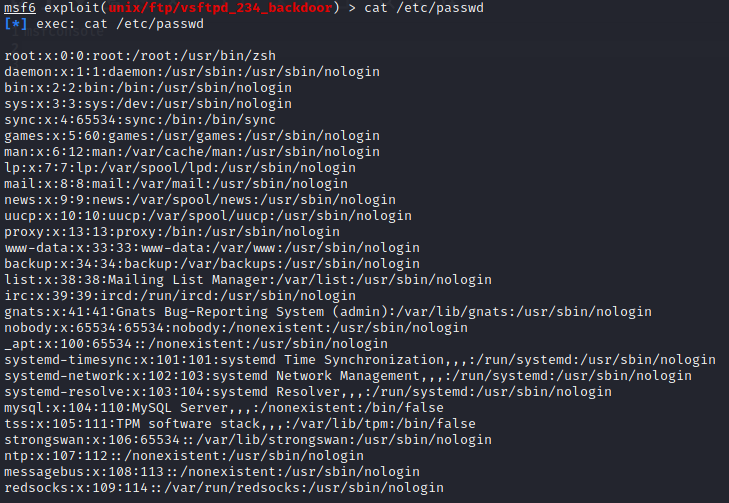 msf6 exploit(unix/ftp/vsftpd_234_backdoor) > cat /etc/passwd
[*] exec: cat /etc/passwd
root:x:0:0:root:/root:/usr/bin/zsh
daemon:x:1:1:daemon:/usr/sbin:/usr/sbin/nologin
bin:x:2:2:bin:/bin:/usr/sbin/nologin
sys:x:3:3:sys:/dev:/usr/sbin/nologin
sync:x:4:65534:sync:/bin:/bin/sync
games:x:5:60:games:/usr/games:/usr/sbin/nologin
man:x:6:12:man:/var/cache/man:/usr/sbin/nologin
lp:x:7:7:lp:/var/spool/lpd:/usr/sbin/nologin
mail:x:8:8:mail:/var/mail:/usr/sbin/nologin
news:x:9:9:news:/var/spool/news:/usr/sbin/nologin
uucp:x:10:10:uucp:/var/spool/uucp:/usr/sbin/nologin
proxy:x:13:13:proxy:/bin:/usr/sbin/nologin
www-data:x:33:33:www-data:/var/www:/usr/sbin/nologin
backup:x:34:34:backup:/var/backups:/usr/sbin/nologin
list:x:38:38:Mailing List Manager:/var/list:/usr/sbin/nologin
irc:x:39:39:ircd:/run/ircd:/usr/sbin/nologin
gnats:x:41:41:Gnats Bug-Reporting System (admin):/var/lib/gnats:/usr/sbin/nologin
nobody:x:65534:65534:nobody:/nonexistent:/usr/sbin/nologin
_apt:x:100:65534::/nonexistent:/usr/sbin/nologin
systemd-timesync:x:101:101:systemd Time Synchronization,,,:/run/systemd:/usr/sbin/nologin
systemd-network:x:102:103:systemd Network Management,,,:/run/systemd:/usr/sbin/nologin
systemd-resolve:x:103:104:systemd Resolver,,,:/run/systemd:/usr/sbin/nologin
mysql:x:104:110:MySQL Server,,,:/nonexistent:/bin/false
tss:x:105:111:TPM software stack,,,:/var/lib/tpm:/bin/false
strongswan:x:106:65534::/var/lib/strongswan:/usr/sbin/nologin
ntp:x:107:112::/nonexistent:/usr/sbin/nologin
messagebus:x:108:113::/nonexistent:/usr/sbin/nologin
redsocks:x:109:114::/var/run/redsocks:/usr/sbin/nologin